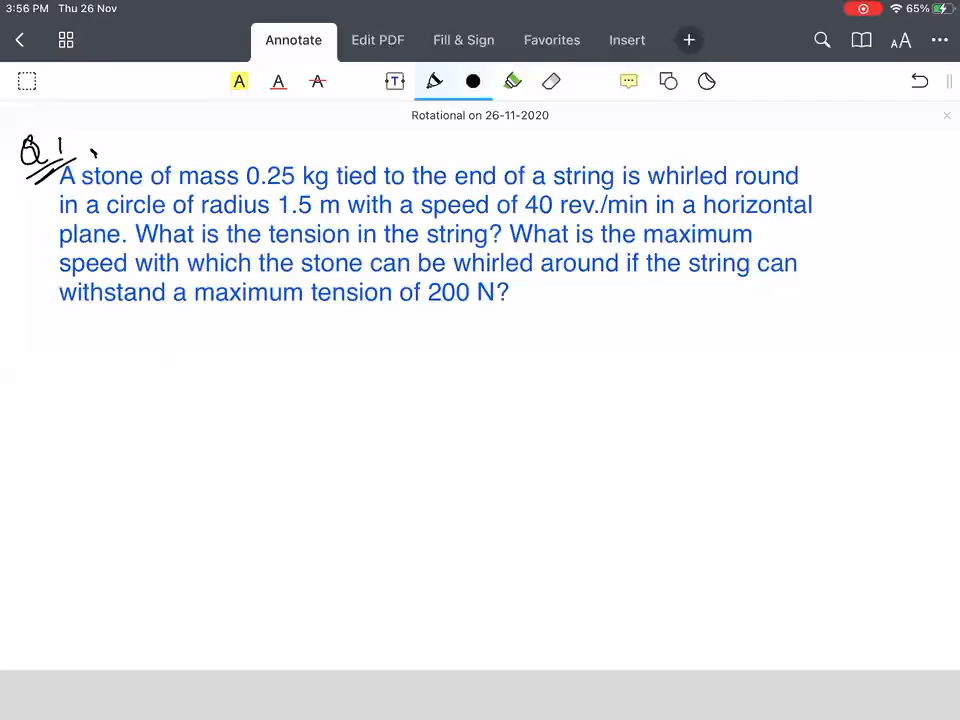 3:56 PM Thu 26 Nov 65%
Annotate Edit PDF Fill & Sign Favorites Insert + AA
A A A T
Rotational on 26-11-2020
Q 1
A stone of mass 0.25 kg tied to the end of a string is whirled round
in a circle of radius 1.5 m with a speed of 40 rev./min in a horizontal
plane. What is the tension in the string? What is the maximum
speed with which the stone can be whirled around if the string can
withstand a maximum tension of 200 N?